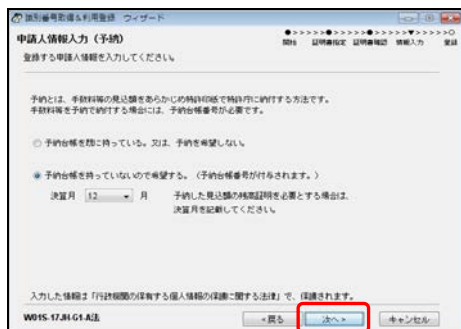 識別番号取得&利用登録 ウィザード
申請人情報入力（予納）
●>>>>>●>>>>>●>>>>>▼>>>>>○
開始 証明書指定 証明書確認 情報入力 登録
登録する申請人情報を入力してください。
予納とは、手数料等の見込額をあらかじめ特許印紙で特許庁に納付する方法です。
手数料等を予納で納付する場合には、予納台帳番号が必要です。
予納台帳を既に持っている。又は、予納を希望しない。
予納台帳を持っていないので希望する。（予納台帳番号が付与されます。）
決算月 12 月 予納した見込額の残高証明を必要とする場合は、
決算月を記載してください。
入力した情報は「行政機関の保有する個人情報の保護に関する法律」で、保護されます。
W01S-17JH-G1-A法 <戻る 次へ> キャンセル